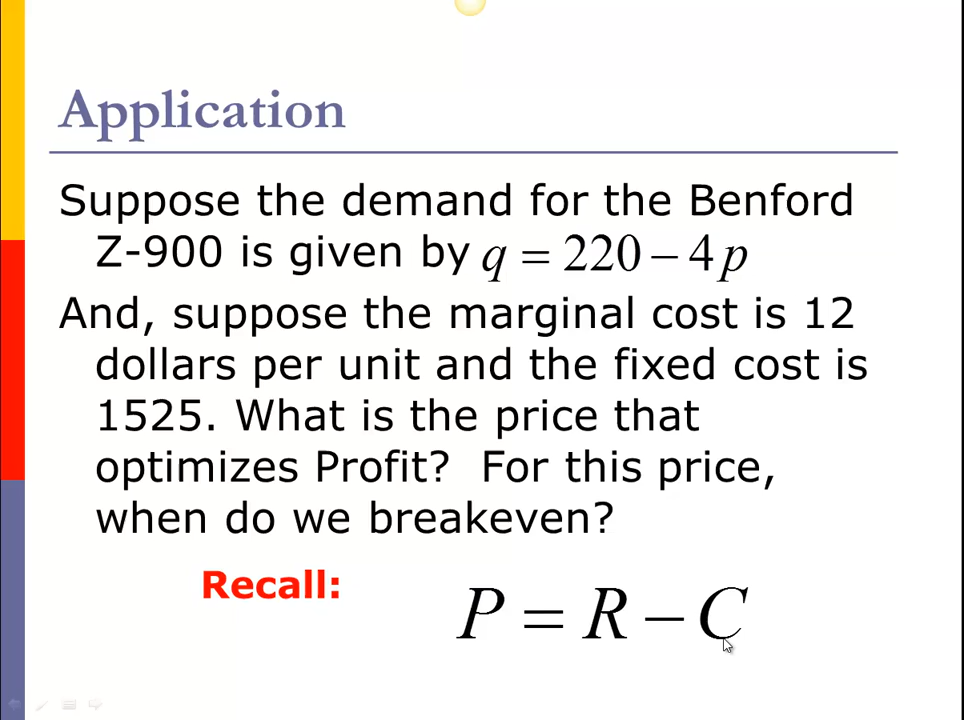 Application
Suppose the demand for the Benford
Z-900 is given by q = 220 – 4p
And, suppose the marginal cost is 12
dollars per unit and the fixed cost is
1525. What is the price that
optimizes Profit?  For this price,
when do we breakeven?
Recall: P = R – C